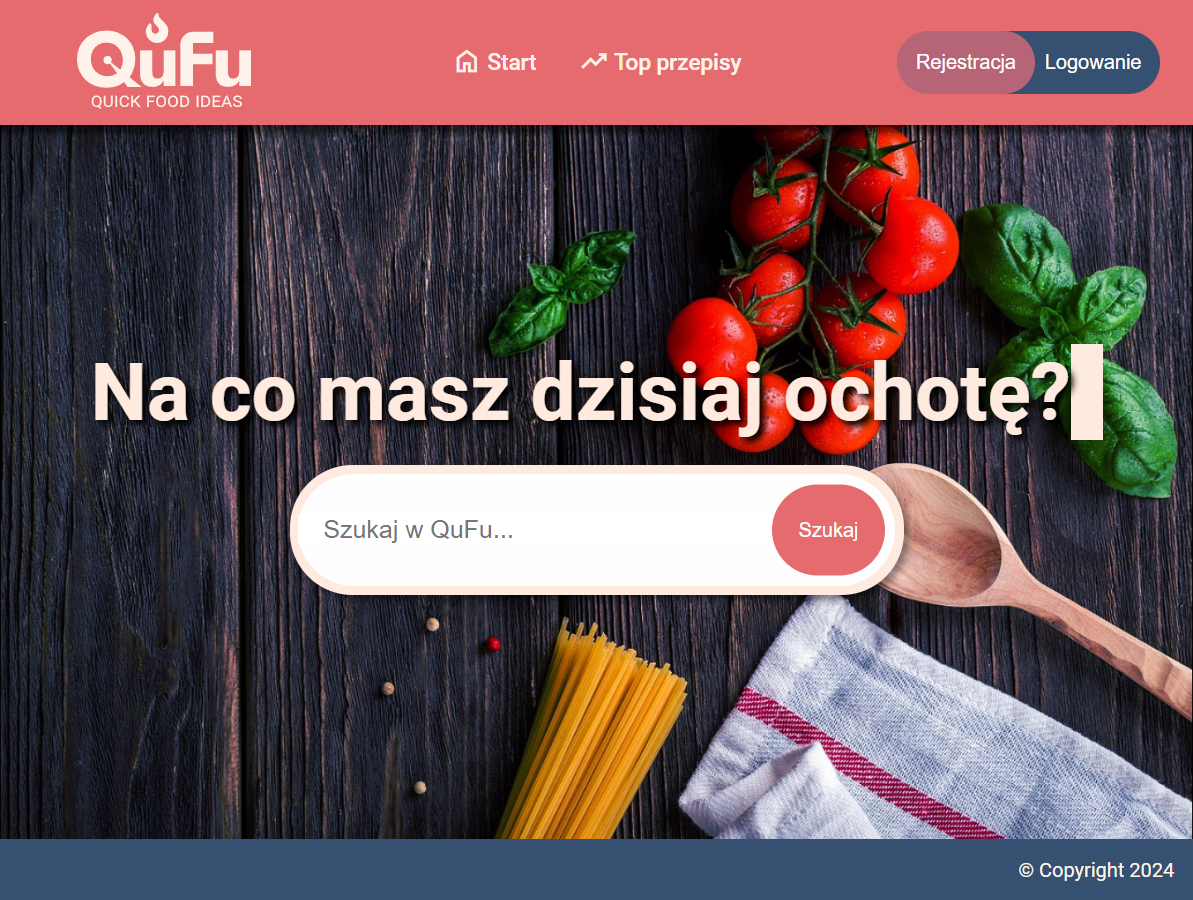 QuFu
QUICK FOOD IDEAS
Start
Top przepisy
Rejestracja
Logowanie
Na co masz dzisiaj ochotę?
Szukaj w QuFu...
Szukaj
© Copyright 2024